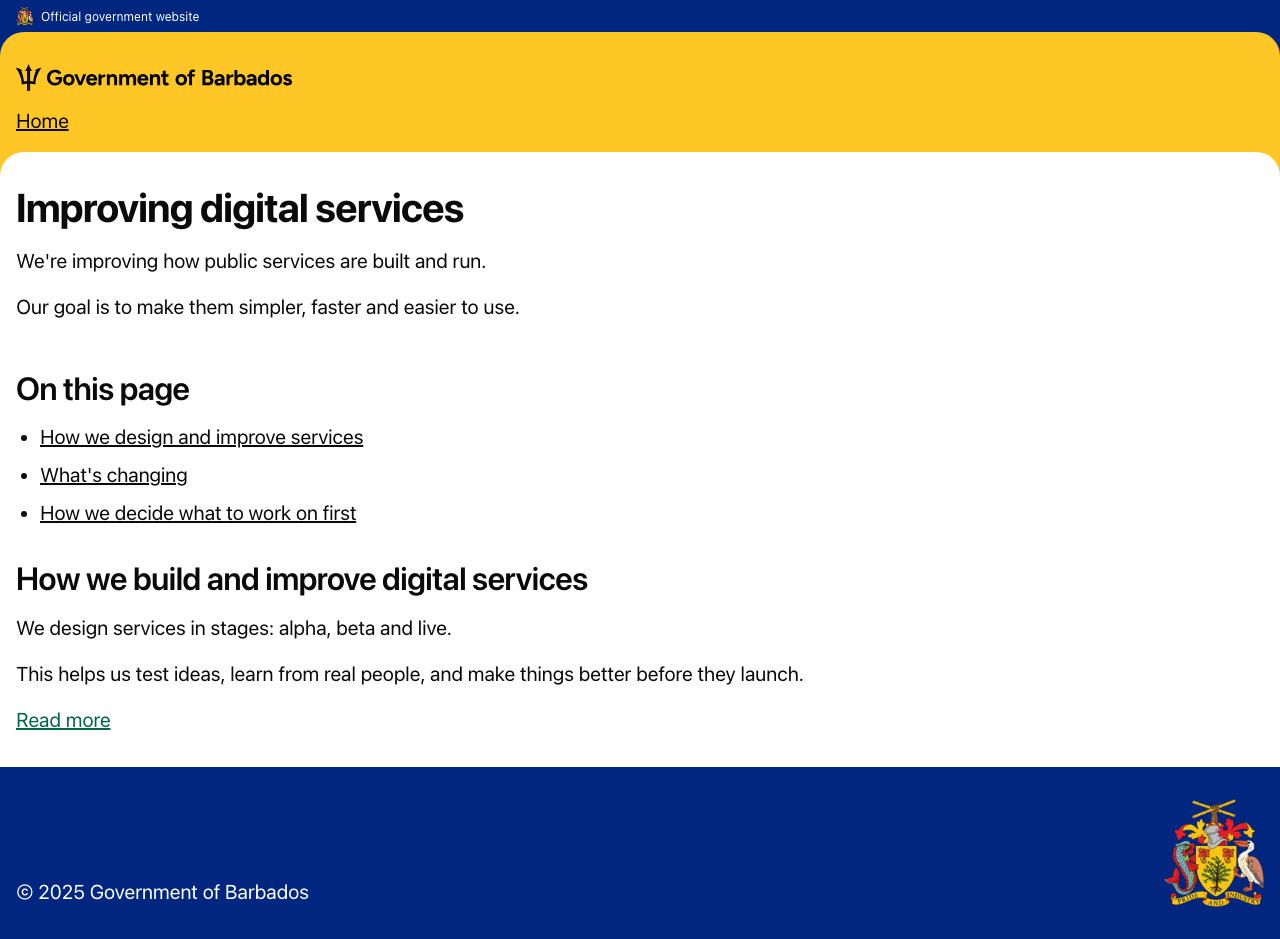 Official government website
Government of Barbados
Home
Improving digital services
We're improving how public services are built and run.
Our goal is to make them simpler, faster and easier to use.
On this page
• How we design and improve services
• What's changing
• How we decide what to work on first
How we build and improve digital services
We design services in stages: alpha, beta and live.
This helps us test ideas, learn from real people, and make things better before they launch.
Read more
PRIDE AND INDUSTRY
© 2025 Government of Barbados